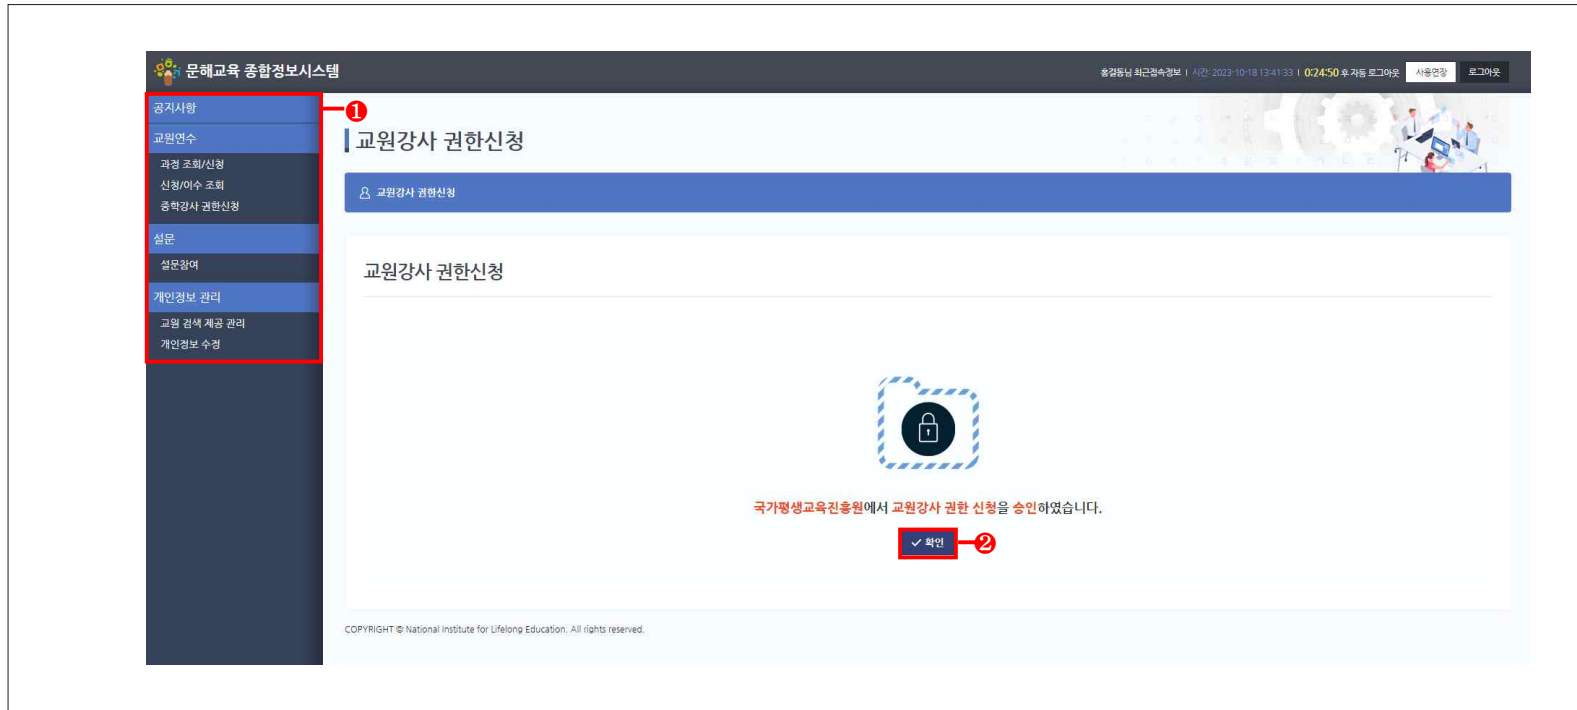 문해교육 종합정보시스템
홍길동님 최근접속정보 | 시간: 2023-10-18 13:41:33 | 0:24:50 후 자동 로그아웃 사용연장 로그아웃
공지사항
❶
교원연수
과정 조회/신청
신청/이수 조회
중학강사 권한신청
설문
설문참여
개인정보 관리
교원 검색 제공 관리
개인정보 수정
교원강사 권한신청
교원강사 권한신청
교원강사 권한신청
국가평생교육진흥원에서 교원강사 권한 신청을 승인하였습니다.
✓ 확인
❷
COPYRIGHT © National Institute for Lifelong Education. All rights reserved.